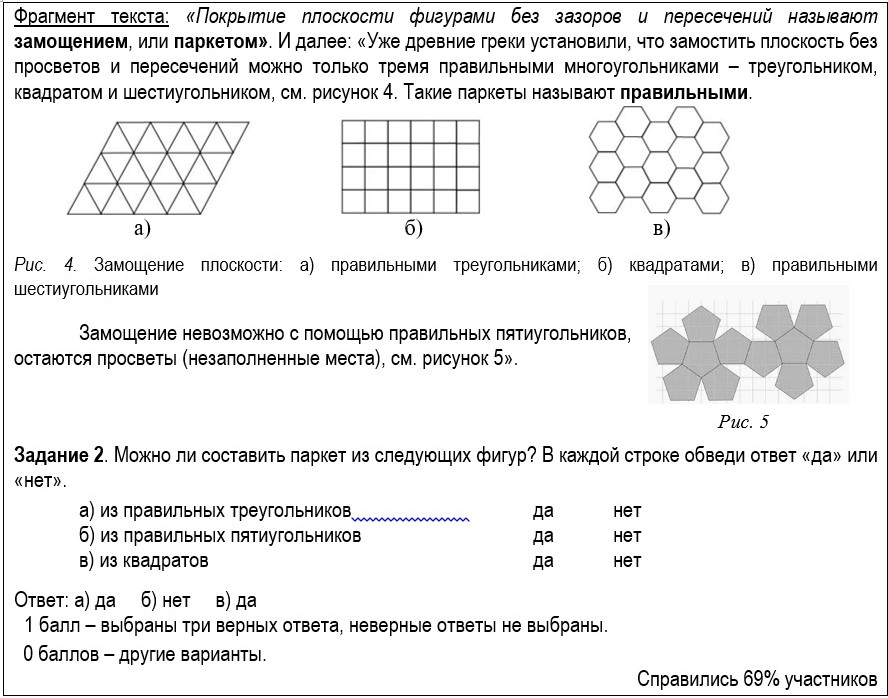 Фрагмент текста: «Покрытие плоскости фигурами без зазоров и пересечений называют
замощением, или паркетом». И далее: «Уже древние греки установили, что замостить плоскость без
просветов и пересечений можно только тремя правильными многоугольниками – треугольником,
квадратом и шестиугольником, см. рисунок 4. Такие паркеты называют правильными.
а) б) в)
Рис. 4. Замощение плоскости: а) правильными треугольниками; б) квадратами; в) правильными
шестиугольниками
Замощение невозможно с помощью правильных пятиугольников,
остаются просветы (незаполненные места), см. рисунок 5».
Рис. 5
Задание 2. Можно ли составить паркет из следующих фигур? В каждой строке обведи ответ «да» или
«нет».
а) из правильных треугольников да нет
б) из правильных пятиугольников да нет
в) из квадратов да нет
Ответ: а) да б) нет в) да
1 балл – выбраны три верных ответа, неверные ответы не выбраны.
0 баллов – другие варианты.
Справились 69% участников